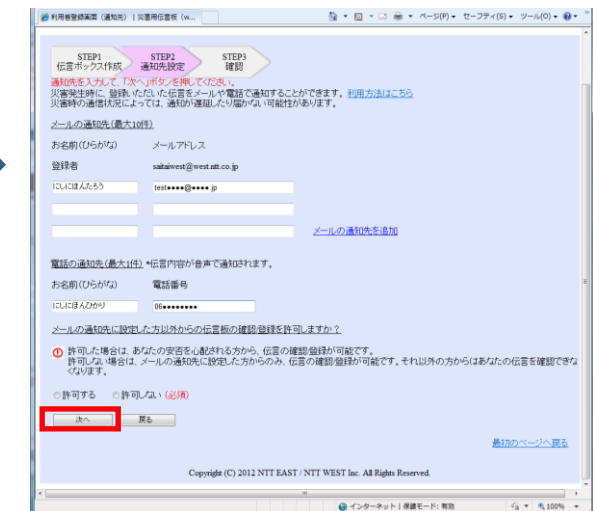 利用者登録画面（通知先）｜災害用伝言板（w...
ページ(P) セーフティ(S) ツール(O)
STEP1 STEP2 STEP3
伝言ボックス作成 通知先設定 確認
通知先を入力して、「次へ」ボタンを押してください。
災害発生時に、登録いただいた伝言をメールや電話で通知することができます。 利用方法はこちら
災害時の通信状況によっては、通知が遅延したり届かない可能性があります。
メールの通知先（最大10件）
お名前(ひらがな) メールアドレス
登録者 saitaiwest@west.ntt.co.jp
にしにほんたろう test●●●●@●●●●.jp
メールの通知先を追加
電話の通知先（最大1件） *伝言内容が音声で通知されます。
お名前(ひらがな) 電話番号
にしにほんひかり 06●●●●●●●●
メールの通知先に設定した方以外からの伝言板の確認/登録を許可しますか？
許可した場合は、あなたの安否を心配される方から、伝言の確認/登録が可能です。
許可しない場合は、メールの通知先に設定した方からのみ、伝言の確認/登録が可能です。それ以外の方からはあなたの伝言を確認できな
くなります。
許可する 許可しない (必須)
次へ 戻る
最初のページへ戻る
Copyright (C) 2012 NTT EAST / NTT WEST Inc. All Rights Reserved.
インターネット | 保護モード: 有効 100%